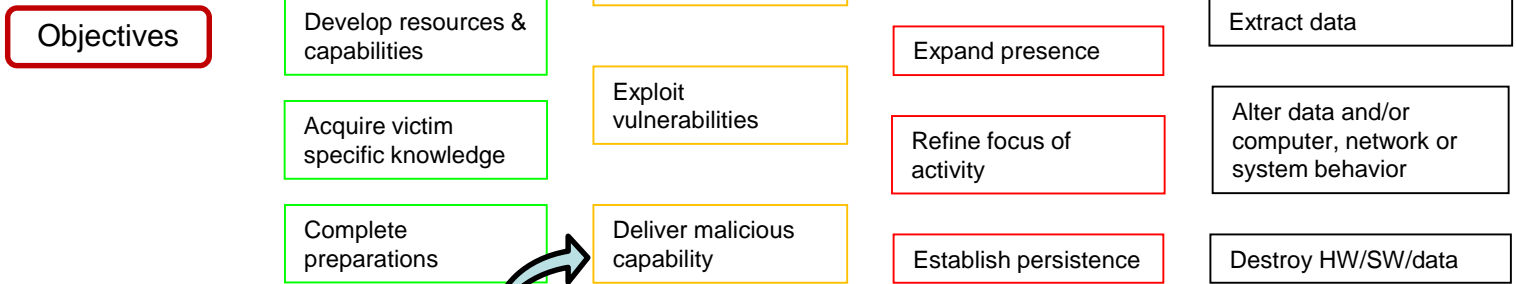 Objectives
Develop resources &
capabilities
Acquire victim
specific knowledge
Complete
preparations
Exploit
vulnerabilities
Deliver malicious
capability
Expand presence
Refine focus of
activity
Establish persistence
Extract data
Alter data and/or
computer, network or
system behavior
Destroy HW/SW/data